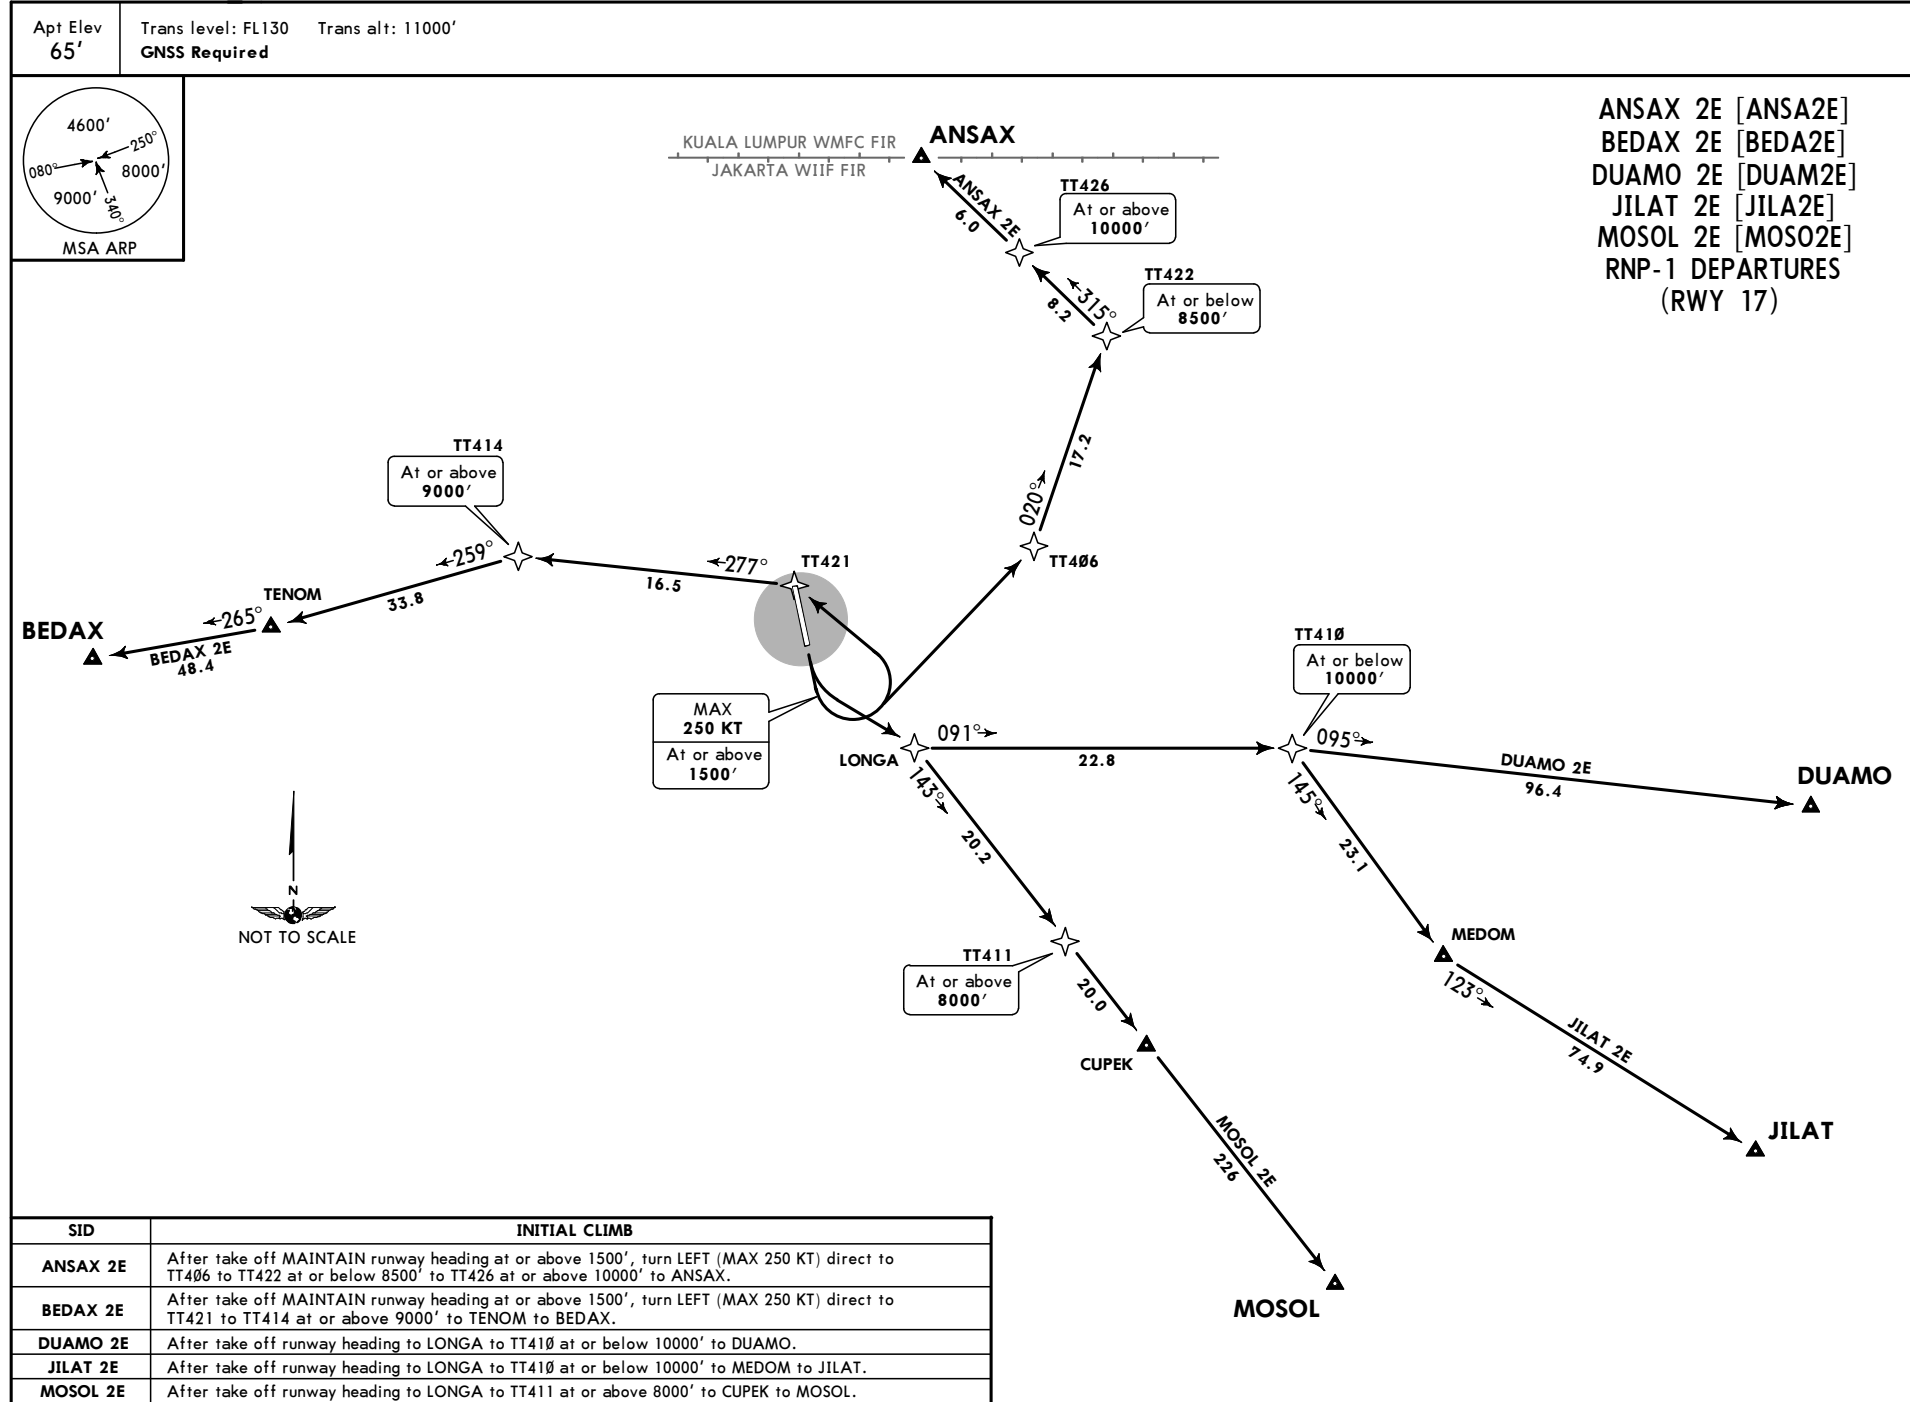 Apt Elev
65'
Trans level: FL130 Trans alt: 11000'
GNSS Required
4600'
250°
080°
8000'
9000'
340°
MSA ARP
ANSAX 2E [ANSA2E]
BEDAX 2E [BEDA2E]
DUAMO 2E [DUAM2E]
JILAT 2E [JILA2E]
MOSOL 2E [MOSO2E]
RNP-1 DEPARTURES
(RWY 17)
KUALA LUMPUR WMFC FIR
JAKARTA WIIF FIR
ANSAX
ANSAX 2E
6.0
TT426
At or above
10000'
TT422
At or below
8500'
315°
8.2
17.2
020°
TT4Ø6
TT414
At or above
9000'
259°
33.8
TENOM
265°
BEDAX
BEDAX 2E
48.4
277°
16.5
TT421
MAX
250 KT
At or above
1500'
LONGA
091°
22.8
TT41Ø
At or below
10000'
095°
DUAMO 2E
96.4
DUAMO
143°
20.2
145°
23.1
MEDOM
123°
JILAT 2E
74.9
JILAT
TT411
At or above
8000'
20.0
CUPEK
MOSOL 2E
226
MOSOL
N
NOT TO SCALE
SID INITIAL CLIMB
ANSAX 2E After take off MAINTAIN runway heading at or above 1500', turn LEFT (MAX 250 KT) direct to
TT4Ø6 to TT422 at or below 8500' to TT426 at or above 10000' to ANSAX.
BEDAX 2E After take off MAINTAIN runway heading at or above 1500', turn LEFT (MAX 250 KT) direct to
TT421 to TT414 at or above 9000' to TENOM to BEDAX.
DUAMO 2E After take off runway heading to LONGA to TT41Ø at or below 10000' to DUAMO.
JILAT 2E After take off runway heading to LONGA to TT41Ø at or below 10000' to MEDOM to JILAT.
MOSOL 2E After take off runway heading to LONGA to TT411 at or above 8000' to CUPEK to MOSOL.